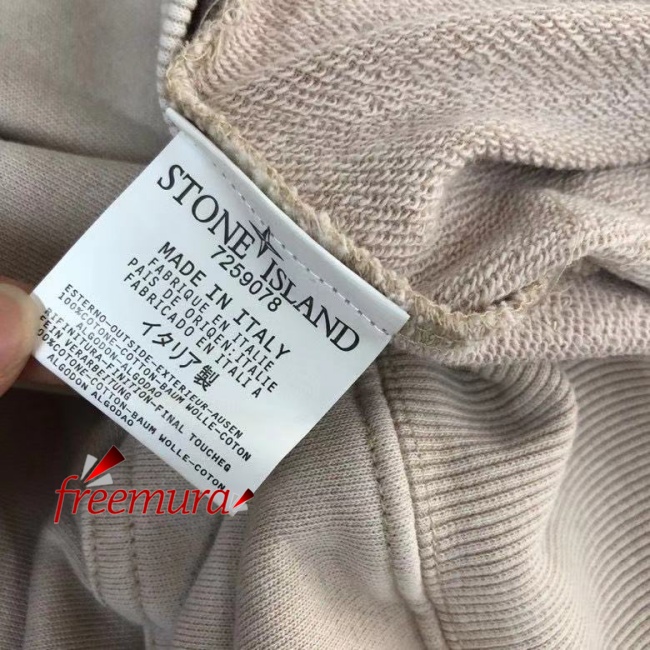 STONE ISLAND
7259078
MADE IN ITALY
FABRIQUE EN ITALIE
PAIS DE ORIGEN:ITALIE
FABRICADO EN ITALIA
イタリア製
ESTERNO-OUTSIDE-EXTERIEUR-AUSEN
100%COTONE-COTTON-BAUM WOLLE-COTON
ALGODON-ALGODAO
RIFINITURA-FINITION-FINAL TOUCHEG
FEIN VERARBEITUNG
100%COTONE-COTTON-BAUM WOLLE-COTON
ALGODON ALGODAO
freemura